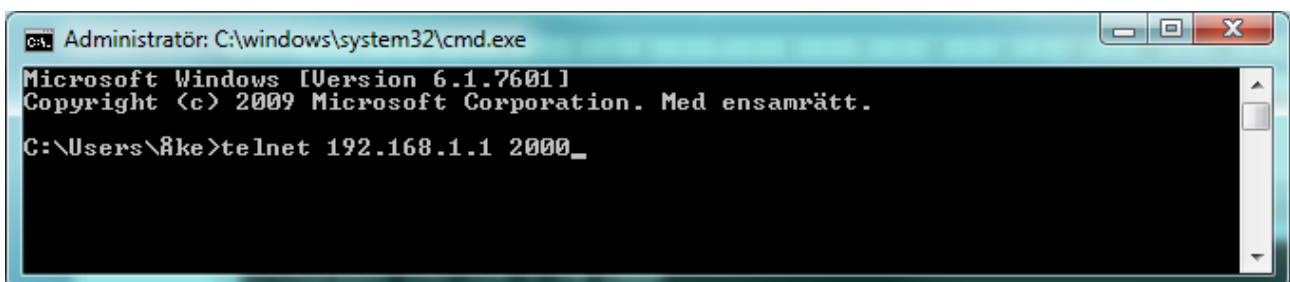 Administratör: C:\windows\system32\cmd.exe
Microsoft Windows [Version 6.1.7601]
Copyright (c) 2009 Microsoft Corporation. Med ensamrätt.
C:\Users\Åke>telnet 192.168.1.1 2000_